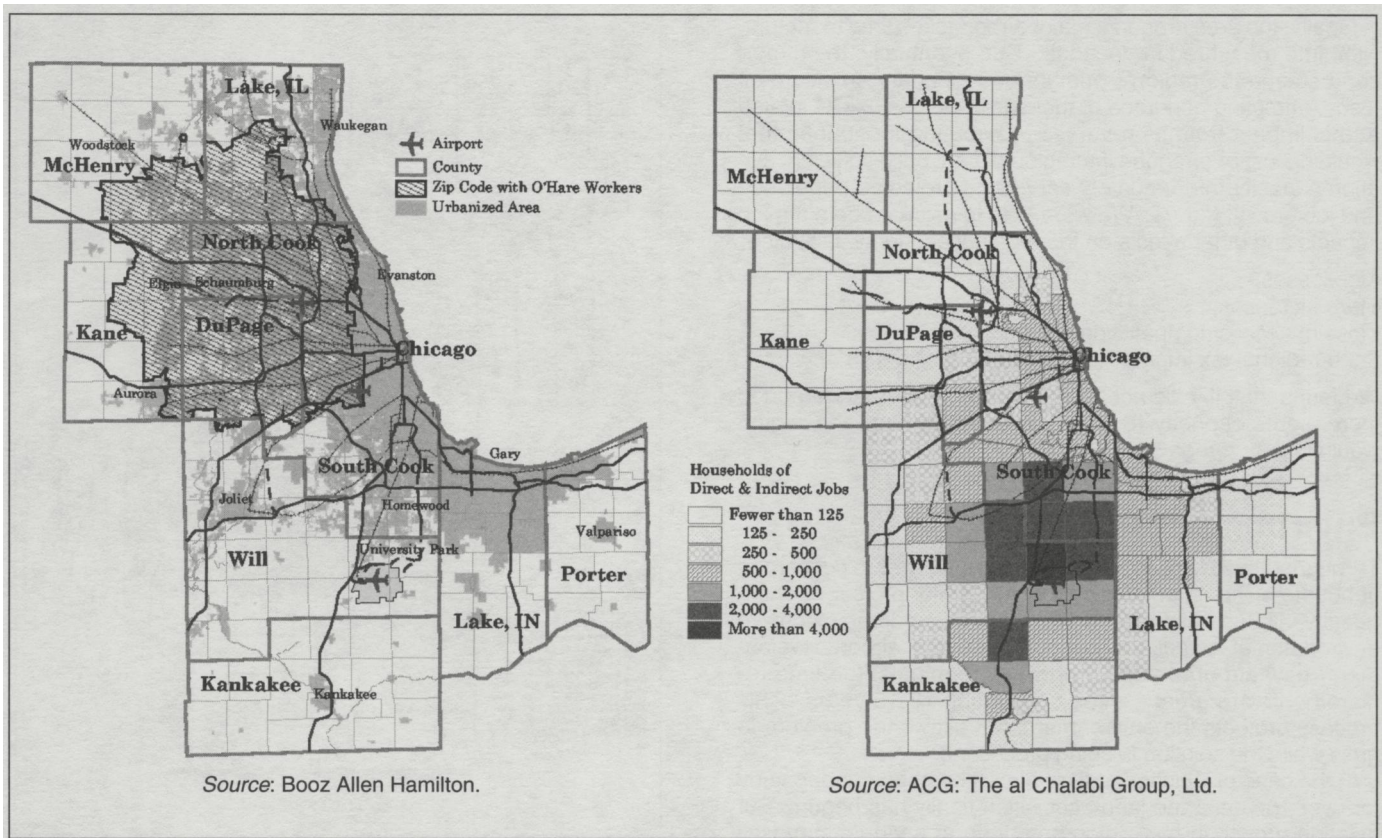 Lake, IL
Waukegan
Woodstock
McHenry
Airport
County
Zip Code with O'Hare Workers
Urbanized Area
North Cook
Evanston
Elgin
Schaumburg
Kane
DuPage
Chicago
Aurora
Gary
South Cook
Joliet
Homewood
Valpariso
University Park
Will
Porter
Lake, IN
Kankakee
Kankakee
Source: Booz Allen Hamilton.
Lake, IL
McHenry
North Cook
Kane
DuPage
Chicago
Households of
Direct & Indirect Jobs
Fewer than 125
125 - 250
250 - 500
500 - 1,000
1,000 - 2,000
2,000 - 4,000
More than 4,000
South Cook
Will
Porter
Lake, IN
Kankakee
Source: ACG: The al Chalabi Group, Ltd.